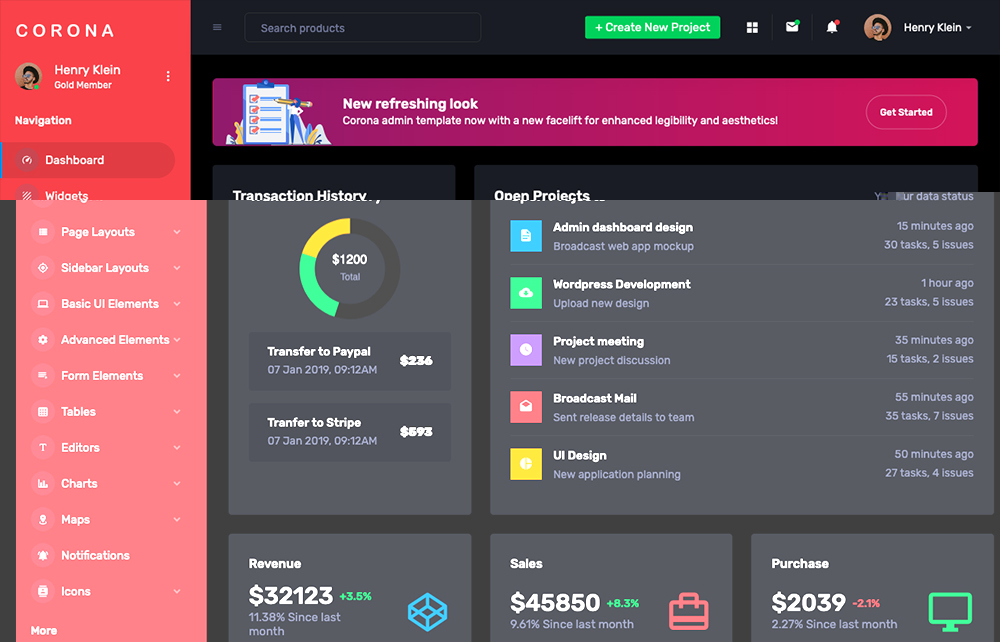 CORONA
Henry Klein
Gold Member
Navigation
Dashboard
Widgets
Page Layouts
Sidebar Layouts
Basic UI Elements
Advanced Elements
Form Elements
Tables
Editors
Charts
Maps
Notifications
Icons
More
Search products
+ Create New Project
Henry Klein
New refreshing look
Corona admin template now with a new facelift for enhanced legibility and aesthetics!
Get Started
Transaction History
$1200
Total
Transfer to Paypal
07 Jan 2019, 09:12AM
$236
Tranfer to Stripe
07 Jan 2019, 09:12AM
$593
Open Projects
data status
Admin dashboard design
Broadcast web app mockup
15 minutes ago
30 tasks, 5 issues
Wordpress Development
Upload new design
1 hour ago
23 tasks, 5 issues
Project meeting
New project discussion
35 minutes ago
15 tasks, 2 issues
Broadcast Mail
Sent release details to team
55 minutes ago
35 tasks, 7 issues
UI Design
New application planning
50 minutes ago
27 tasks, 4 issues
Revenue
$32123 +3.5%
11.38% Since last
month
Sales
$45850 +8.3%
9.61% Since last month
Purchase
$2039 -2.1%
2.27% Since last month